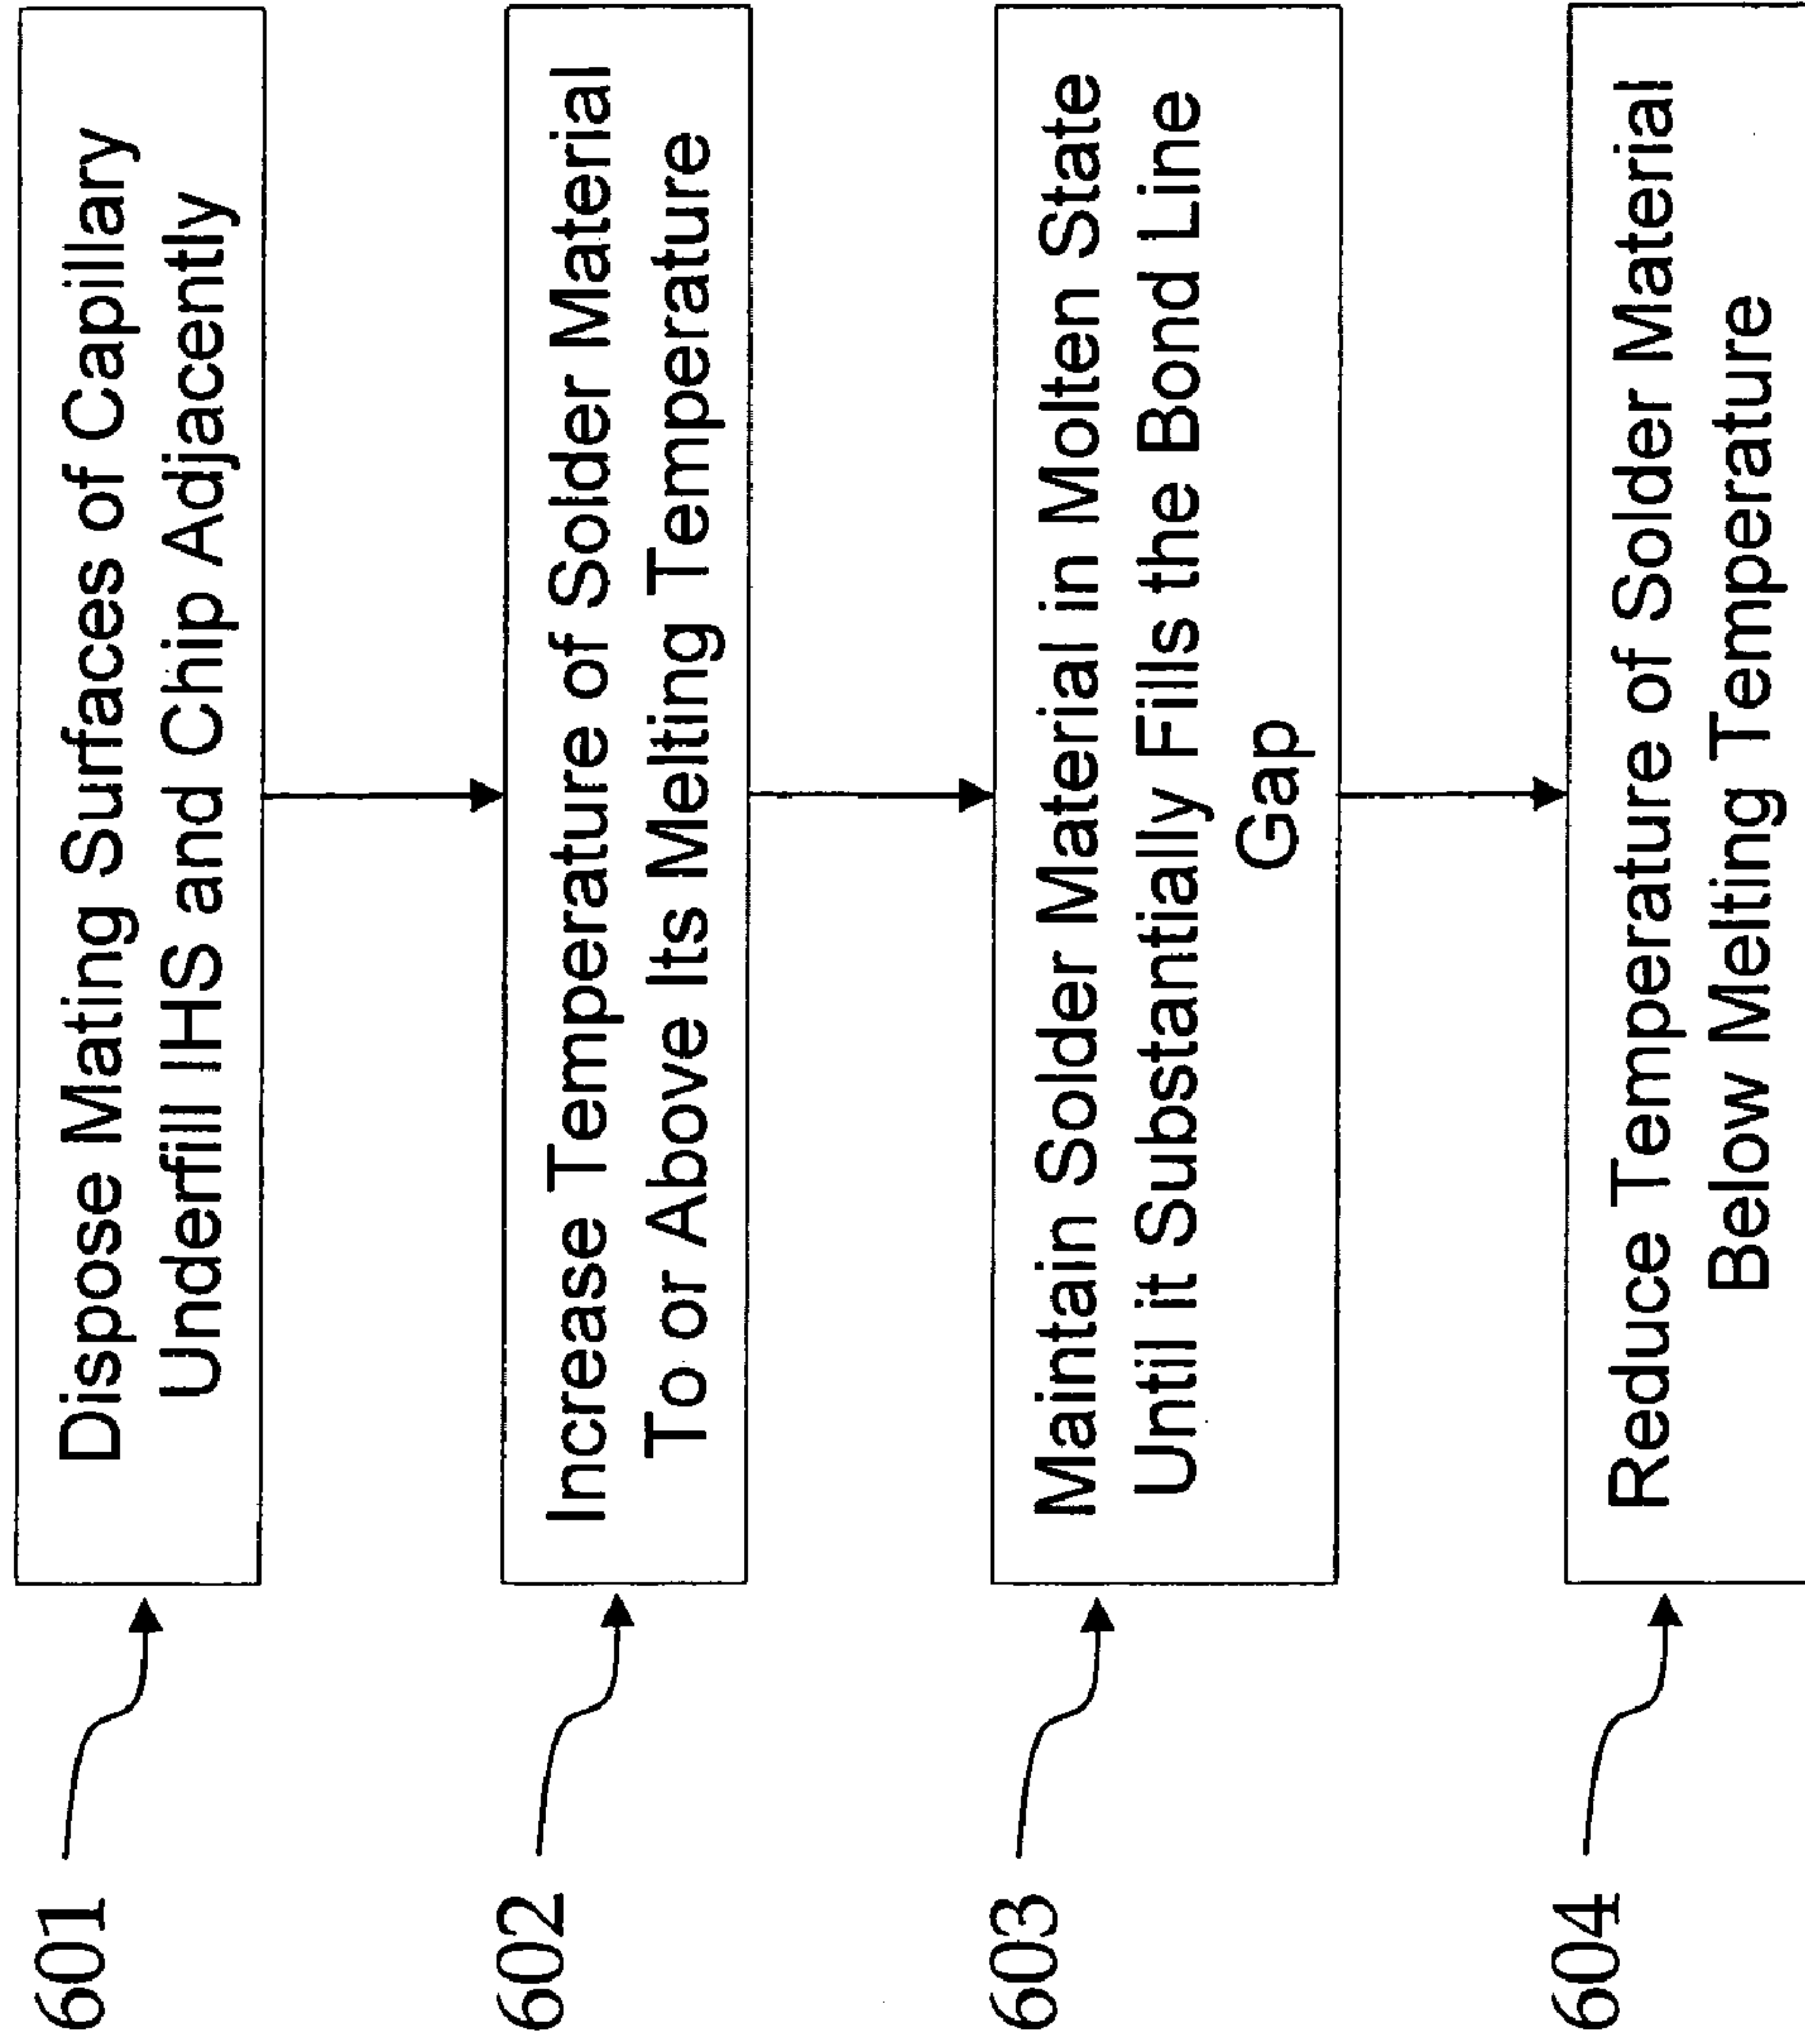 601
Dispose Mating Surfaces of Capillary
Underfill IHS and Chip Adjacently
602
Increase Temperature of Solder Material
To or Above Its Melting Temperature
603
Maintain Solder Material in Molten State
Until it Substantially Fills the Bond Line
Gap
604
Reduce Temperature of Solder Material
Below Melting Temperature